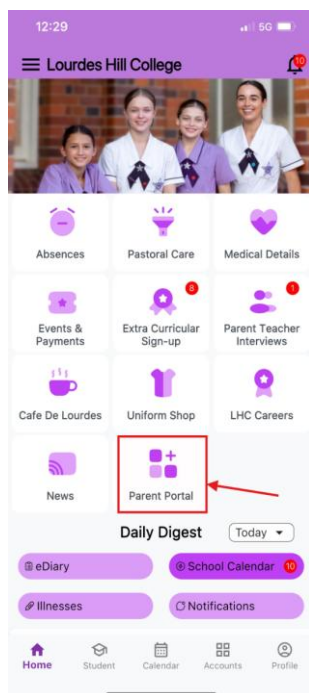 12:29
5G
Lourdes Hill College
10
Absences
Pastoral Care
Medical Details
8
1
Events &
Payments
Extra Curricular
Sign-up
Parent Teacher
Interviews
Cafe De Lourdes
Uniform Shop
LHC Careers
News
Parent Portal
Daily Digest
Today
eDiary
School Calendar
10
Illnesses
Notifications
Home
Student
Calendar
Accounts
Profile